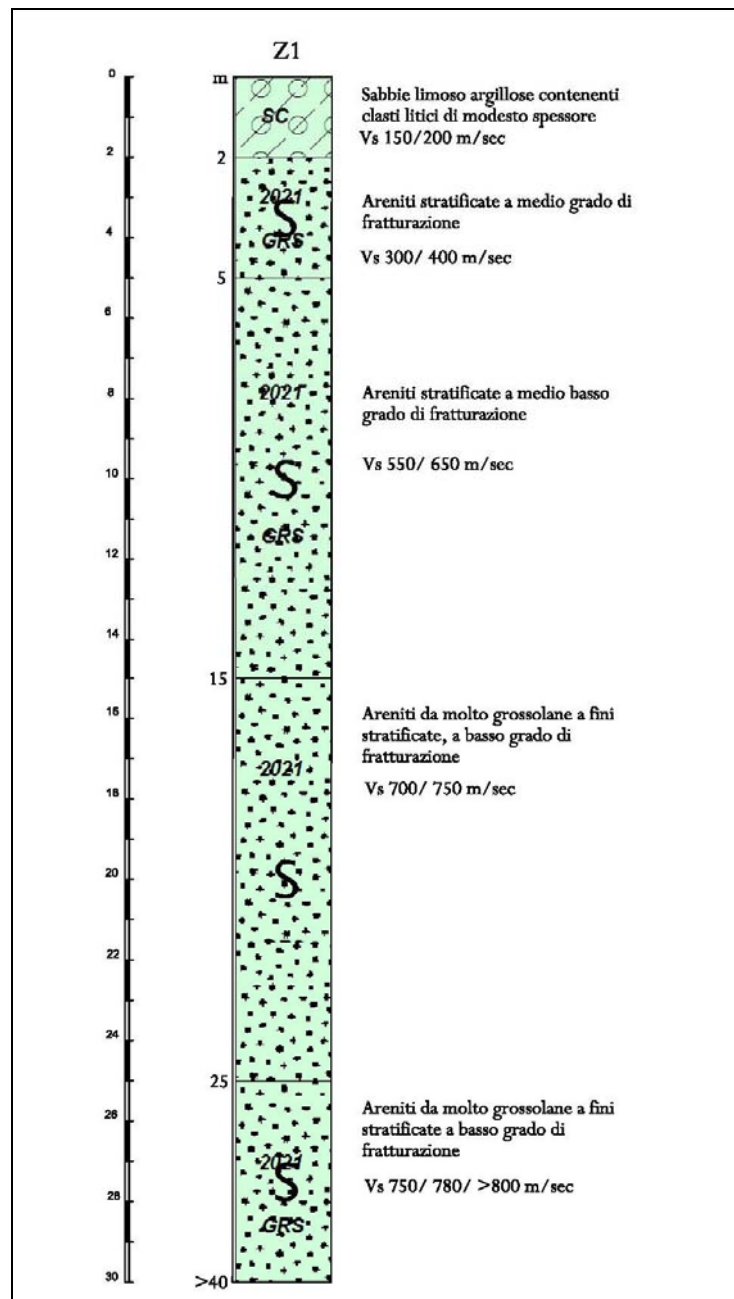 Z1
0
m
SC
Sabbie limoso argillose contenenti
clasti litici di modesto spessore
Vs 150/200 m/sec
2
2
2021
S
GRS
Areniti stratificate a medio grado di
fratturazione
Vs 300/ 400 m/sec
4
5
6
8
2021
Areniti stratificate a medio basso
grado di fratturazione
Vs 550/ 650 m/sec
10
S
12
GRS
14
15
16
Areniti da molto grossolane a fini
stratificate, a basso grado di
fratturazione
Vs 700/ 750 m/sec
2021
18
20
S
22
24
25
26
Areniti da molto grossolane a fini
stratificate a basso grado di
fratturazione
Vs 750/ 780/ >800 m/sec
2021
S
28
GRS
30
>40